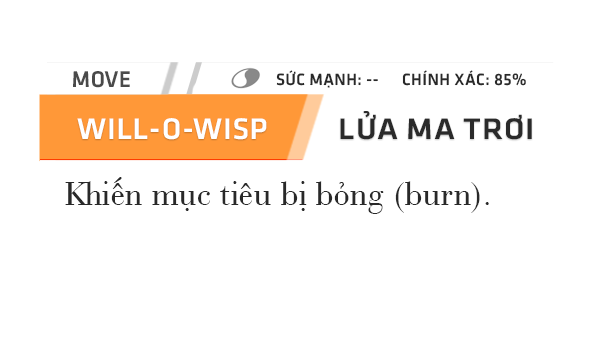 MOVE SỨC MẠNH: -- CHÍNH XÁC: 85%
WILL-O-WISP LỬA MA TRƠI
Khiến mục tiêu bị bỏng (burn).